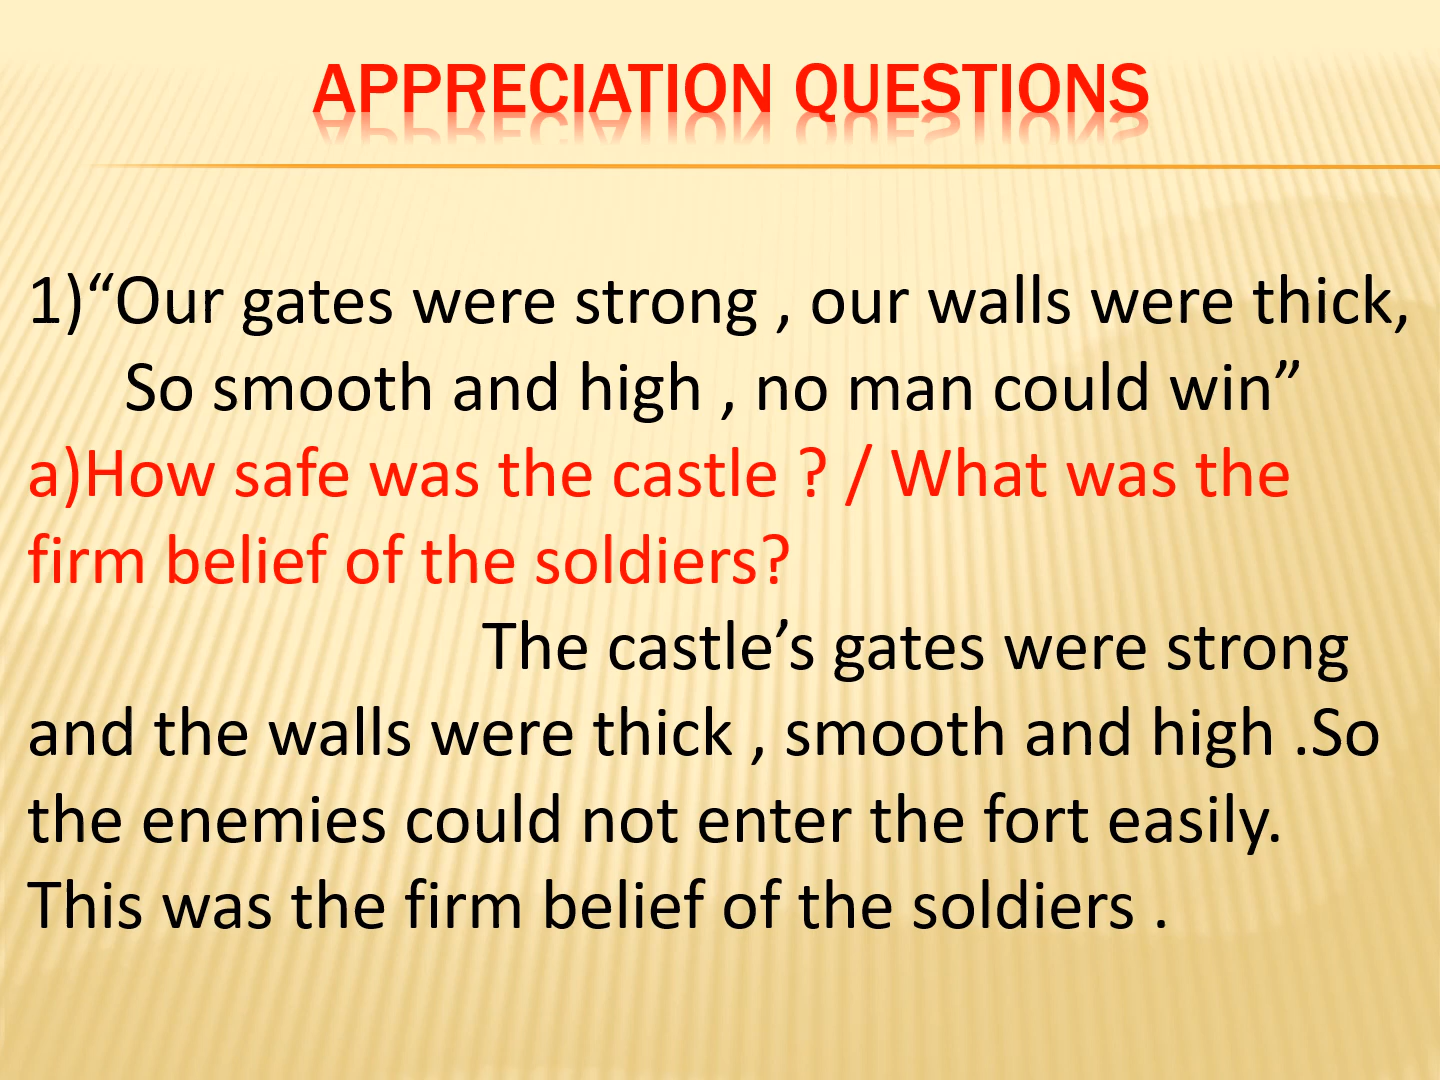 APPRECIATION QUESTIONS
1)“Our gates were strong , our walls were thick,
So smooth and high , no man could win”
a)How safe was the castle ? / What was the
firm belief of the soldiers?
The castle’s gates were strong
and the walls were thick , smooth and high .So
the enemies could not enter the fort easily.
This was the firm belief of the soldiers .